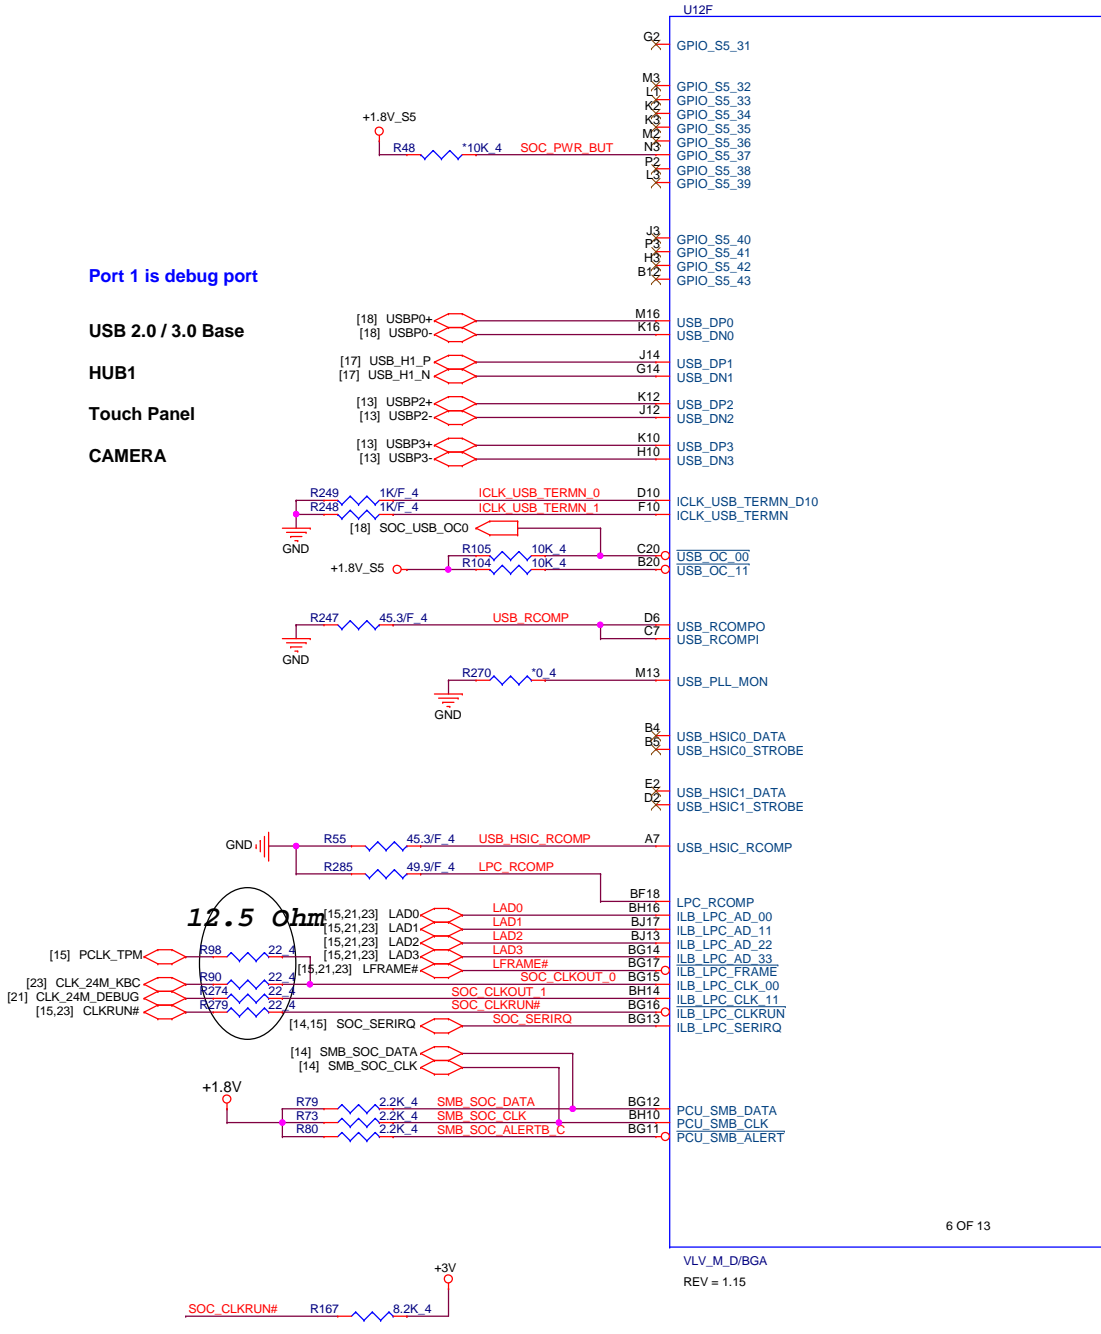 U12F
G2 GPIO_S5_31
M3 GPIO_S5_32
L1 GPIO_S5_33
K2 GPIO_S5_34
K3 GPIO_S5_35
M2 GPIO_S5_36
+1.8V_S5
R48 *10K_4 SOC_PWR_BUT N3 GPIO_S5_37
P2 GPIO_S5_38
L3 GPIO_S5_39
J3 GPIO_S5_40
P3 GPIO_S5_41
H3 GPIO_S5_42
B12 GPIO_S5_43
Port 1 is debug port
USB 2.0 / 3.0 Base
[18] USBP0+ M16 USB_DP0
[18] USBP0- K16 USB_DN0
HUB1
[17] USB_H1_P J14 USB_DP1
[17] USB_H1_N G14 USB_DN1
Touch Panel
[13] USBP2+ K12 USB_DP2
[13] USBP2- J12 USB_DN2
CAMERA
[13] USBP3+ K10 USB_DP3
[13] USBP3- H10 USB_DN3
R249 1K/F_4 ICLK_USB_TERMN_0 D10 ICLK_USB_TERMN_D10
R248 1K/F_4 ICLK_USB_TERMN_1 F10 ICLK_USB_TERMN
GND
[18] SOC_USB_OC0
R105 10K_4 C20 USB_OC_00
+1.8V_S5 R104 10K_4 B20 USB_OC_11
R247 45.3/F_4 USB_RCOMP D6 USB_RCOMPO
C7 USB_RCOMPI
GND
R270 *0_4 M13 USB_PLL_MON
GND
B4 USB_HSIC0_DATA
B5 USB_HSIC0_STROBE
E2 USB_HSIC1_DATA
D2 USB_HSIC1_STROBE
GND R55 45.3/F_4 USB_HSIC_RCOMP A7 USB_HSIC_RCOMP
R285 49.9/F_4 LPC_RCOMP
BF18 LPC_RCOMP
12.5 Ohm
[15,21,23] LAD0 LAD0 BH16 ILB_LPC_AD_00
[15,21,23] LAD1 LAD1 BJ17 ILB_LPC_AD_11
[15,21,23] LAD2 LAD2 BJ13 ILB_LPC_AD_22
[15,21,23] LAD3 LAD3 BG14 ILB_LPC_AD_33
[15] PCLK_TPM R98 22_4
[15,21,23] LFRAME# LFRAME# BG17 ILB_LPC_FRAME
[23] CLK_24M_KBC R90 22_4 SOC_CLKOUT_0 BG15 ILB_LPC_CLK_00
[21] CLK_24M_DEBUG R274 22_4 SOC_CLKOUT_1 BH14 ILB_LPC_CLK_11
[15,23] CLKRUN# R279 22_4 SOC_CLKRUN# BG16 ILB_LPC_CLKRUN
[14,15] SOC_SERIRQ SOC_SERIRQ BG13 ILB_LPC_SERIRQ
[14] SMB_SOC_DATA
[14] SMB_SOC_CLK
+1.8V
R79 2.2K_4 SMB_SOC_DATA BG12 PCU_SMB_DATA
R73 2.2K_4 SMB_SOC_CLK BH10 PCU_SMB_CLK
R80 2.2K_4 SMB_SOC_ALERTB_C BG11 PCU_SMB_ALERT
6 OF 13
VLV_M_D/BGA
REV = 1.15
+3V
SOC_CLKRUN# R167 8.2K_4